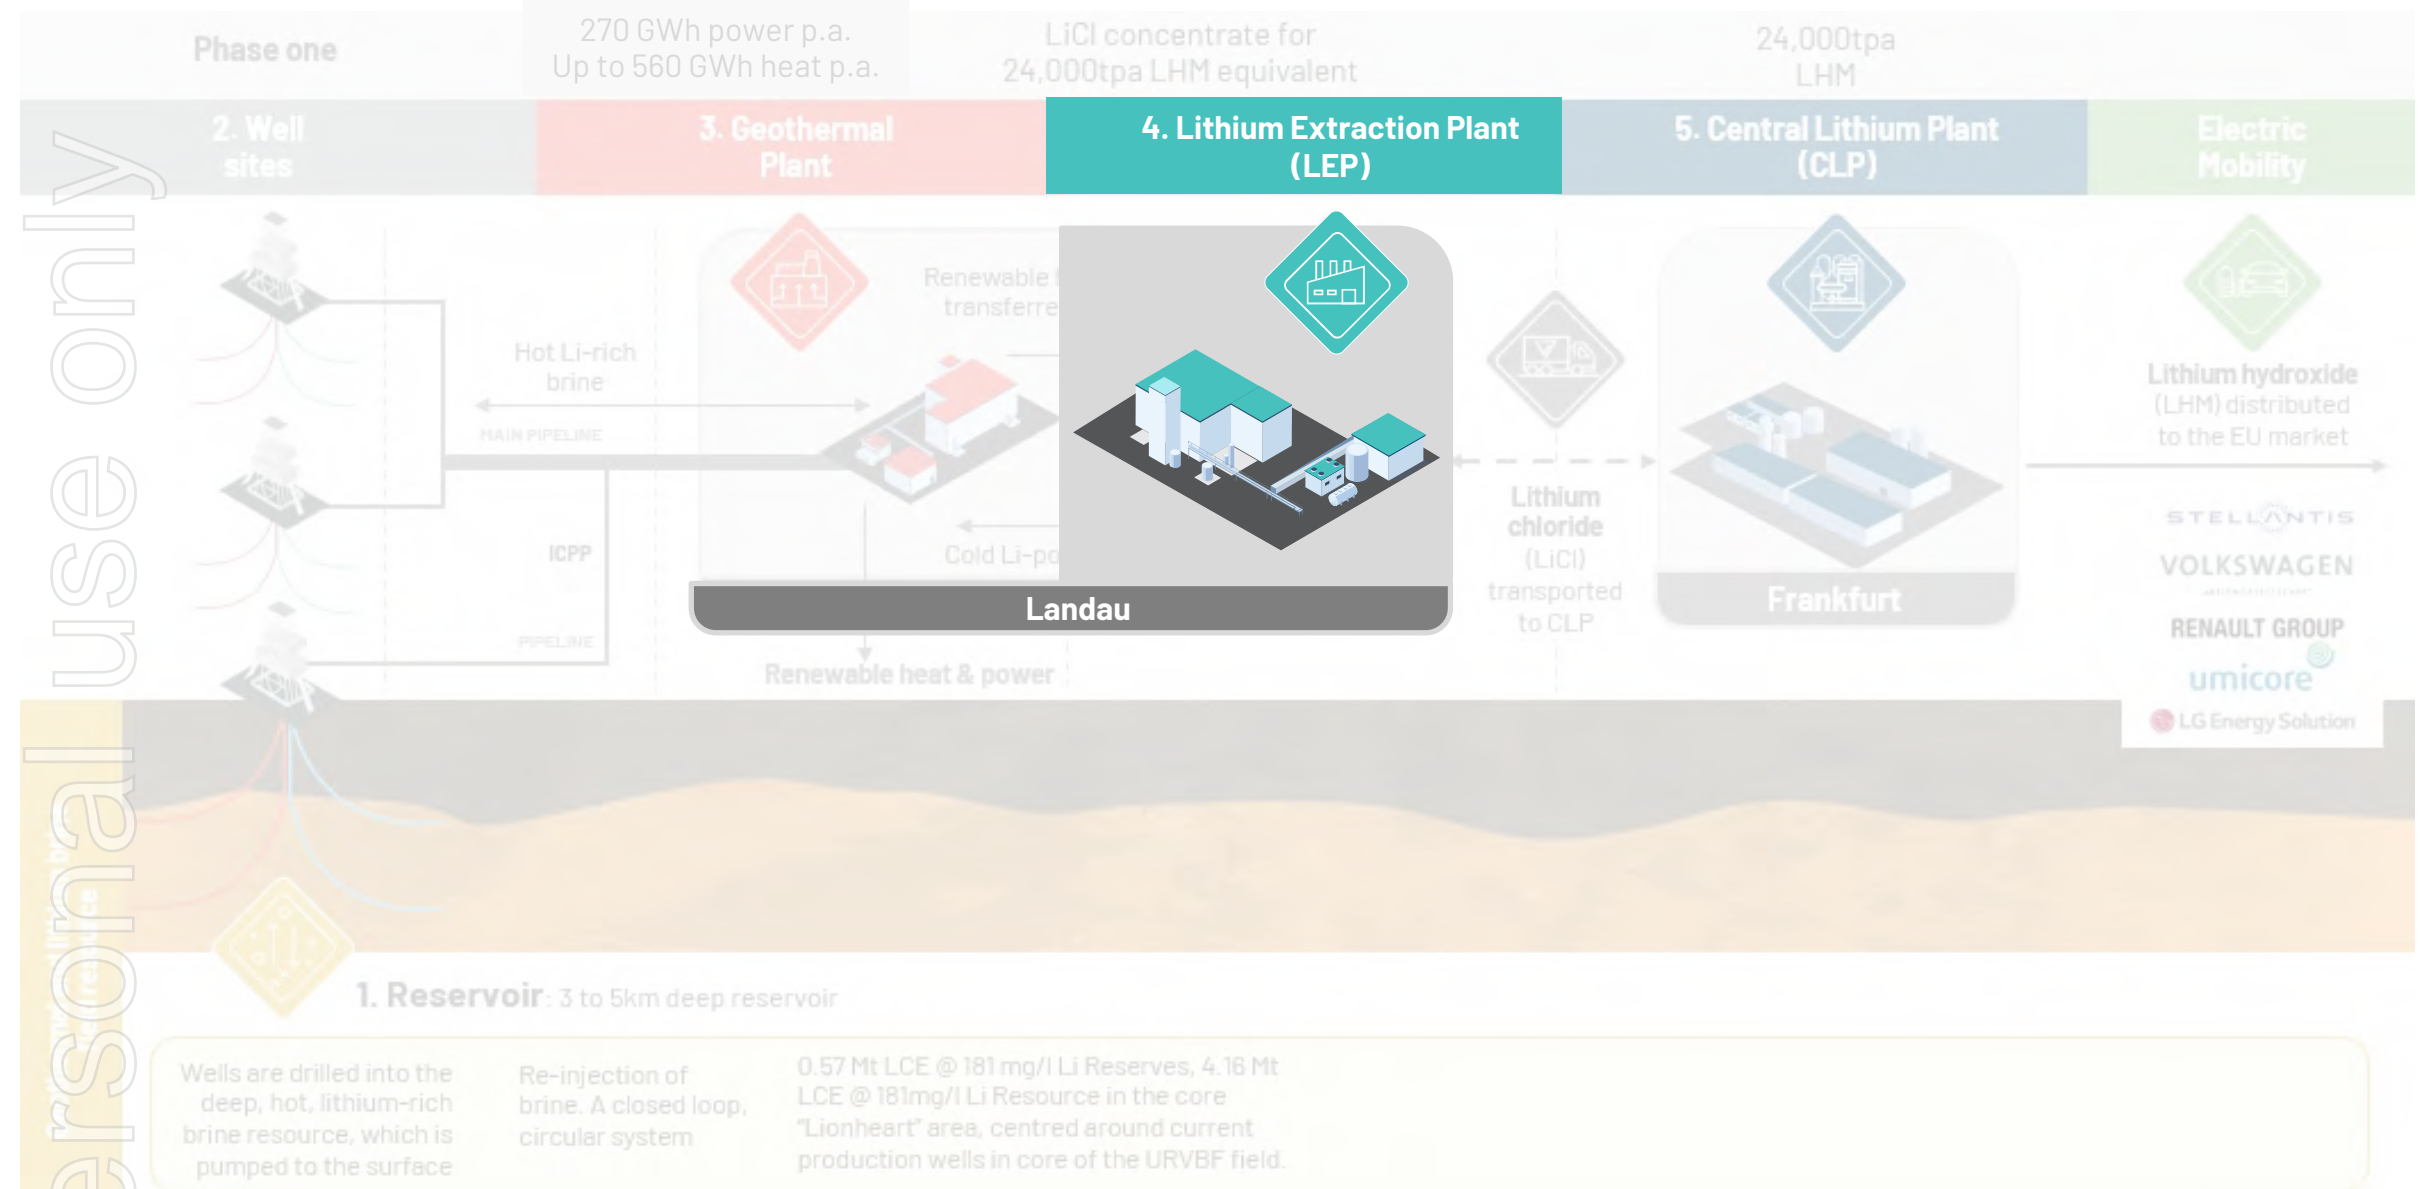 Phase one
270 GWh power p.a.
Up to 560 GWh heat p.a.
LiCl concentrate for
24,000tpa LHM equivalent
24,000tpa
LHM
2. Well
sites
3. Geothermal
Plant
4. Lithium Extraction Plant
(LEP)
5. Central Lithium Plant
(CLP)
Electric
Mobility
Renewable
transferre
Hot Li-rich
brine
MAIN PIPELINE
ICPP
PIPELINE
Cold Li-po
Landau
Renewable heat & power
Lithium
chloride
(LiCl)
transported
to CLP
Frankfurt
Lithium hydroxide
(LHM) distributed
to the EU market
STELLANTIS
VOLKSWAGEN
RENAULT GROUP
umicore
LG Energy Solution
1. Reservoir: 3 to 5km deep reservoir
Wells are drilled into the
deep, hot, lithium-rich
brine resource, which is
pumped to the surface
Re-injection of
brine. A closed loop,
circular system
0.57 Mt LCE @ 181 mg/l Li Reserves, 4.16 Mt
LCE @ 181mg/l Li Resource in the core
"Lionheart" area, centred around current
production wells in core of the URVBF field.
ersonal use only